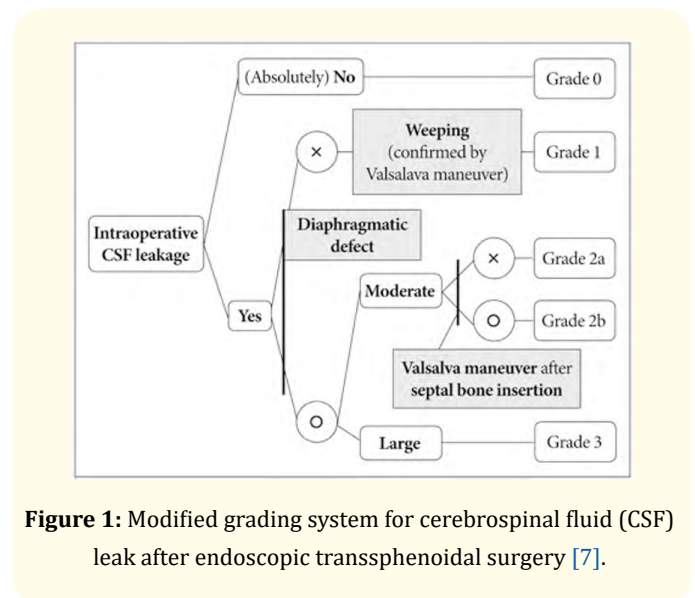 (Absolutely) No
Grade 0
×
Weeping
(confirmed by
Valsalava maneuver)
Grade 1
Intraoperative
CSF leakage
Diaphragmatic
defect
Yes
Moderate
×
Grade 2a
O
Grade 2b
Valsalva maneuver after
septal bone insertion
O
Large
Grade 3
Figure 1: Modified grading system for cerebrospinal fluid (CSF)
leak after endoscopic transsphenoidal surgery [7].